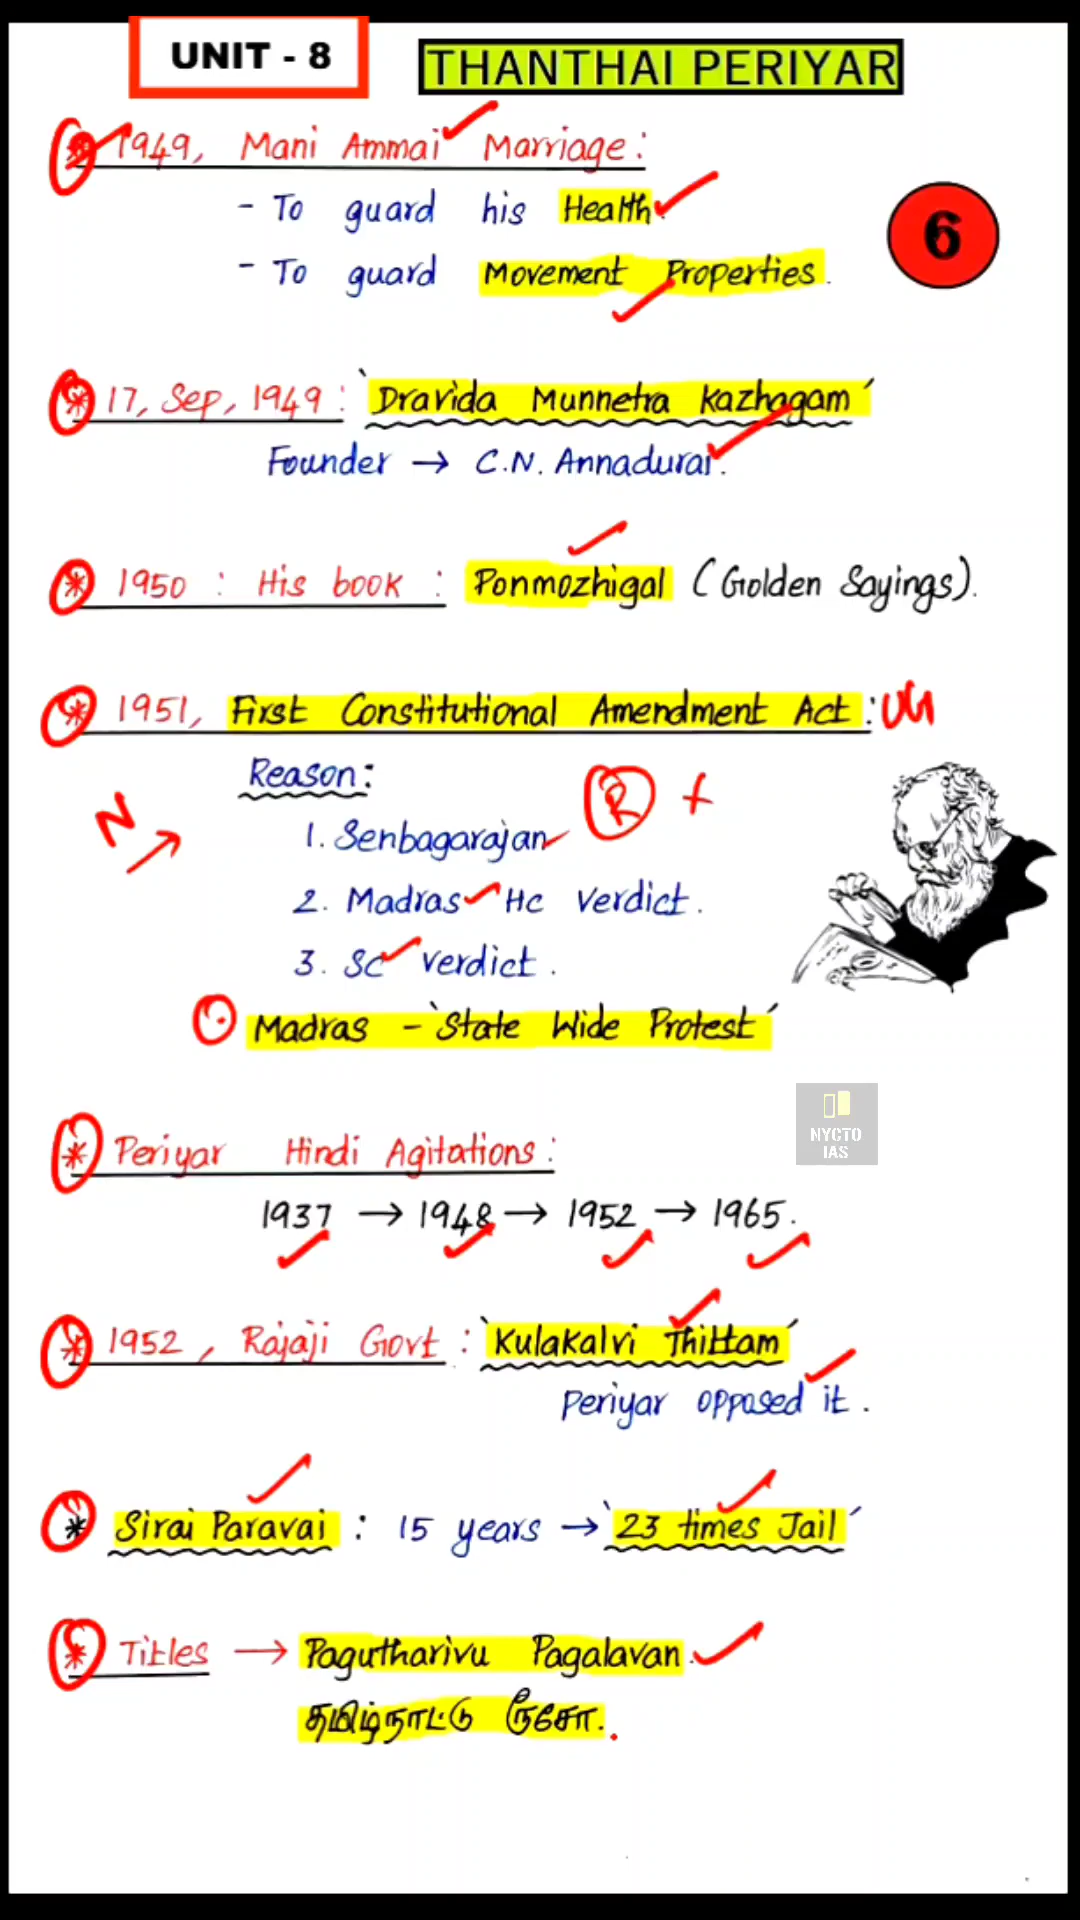 UNIT - 8
THANTHAI PERIYAR
* 1949, Mani Ammai Marriage:
- To guard his Health.
- To guard Movement Properties.
6
* 17, Sep, 1949: `Dravida Munnetra Kazhagam´
Founder → C.N. Annadurai.
* 1950 : His book : Ponmozhigal (Golden Sayings).
* 1951, First Constitutional Amendment Act:
Reason:
N → R +
1. Senbagarajan
2. Madras Hc Verdict.
3. SC Verdict.
Madras - `State Wide Protest´
NYCTO
IAS
* Periyar Hindi Agitations:
1937 → 1948 → 1952 → 1965.
* 1952, Rajaji Govt : `Kulakalvi Thittam´
Periyar opposed it.
* Sirai Paravai : 15 years → `23 times Jail´
* Titles → Pagutharivu Pagalavan.
தமிழ்நாட்டு ரூசோ.